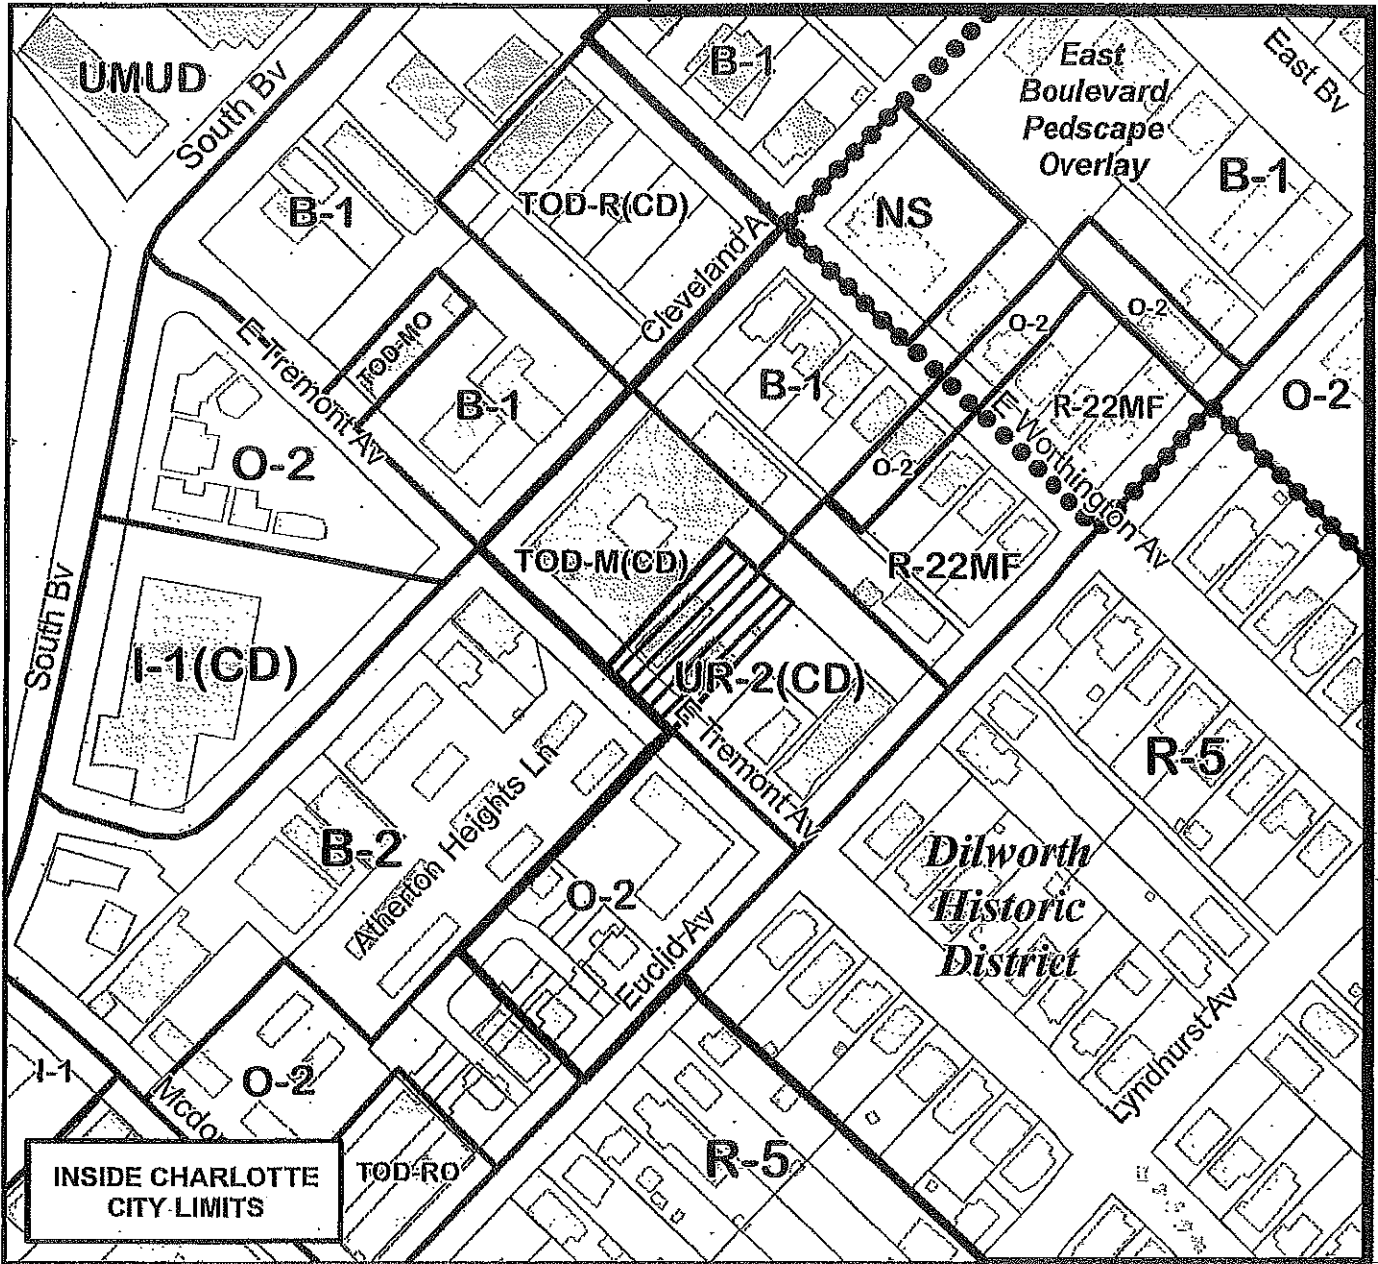 UMUD
South Bv
B-1
East
Boulevard
Pedscape
Overlay
East Bv
B-1
TOD-R(CD)
NS
B-1
Cleveland A
E Tremont Av
TOD-MO
B-1
B-1
O-2
O-2
R-22MF
O-2
O-2
O-2
E Worthington Av
TOD-M(CD)
R-22MF
South Bv
I-1(CD)
UR-2(CD)
E Tremont Av
R-5
B-2
Atherton Heights Ln
O-2
Euclid Av
Dilworth
Historic
District
Lyndhurst Av
I-1
O-2
Mcdo
TOD-RO
R-5
INSIDE CHARLOTTE
CITY LIMITS